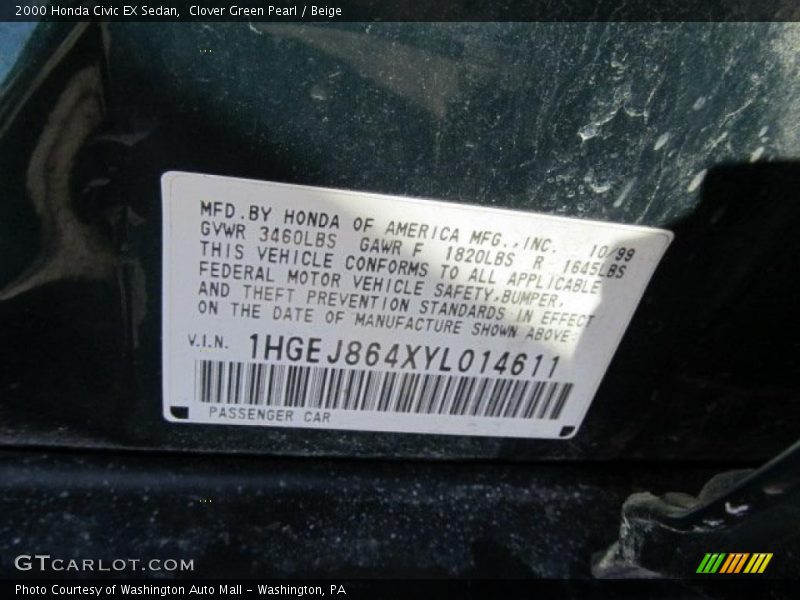 2000 Honda Civic EX Sedan,  Clover Green Pearl / Beige
MFD.BY HONDA OF AMERICA MFG.,INC.  10/99
GVWR 3460LBS  GAWR F  1820LBS  R  1645LBS
THIS VEHICLE CONFORMS TO ALL APPLICABLE
FEDERAL MOTOR VEHICLE SAFETY,BUMPER,
AND THEFT PREVENTION STANDARDS IN EFFECT
ON THE DATE OF MANUFACTURE SHOWN ABOVE.
V.I.N. 1HGEJ864XYL014611
PASSENGER CAR
GTCARLOT.COM
Photo Courtesy of Washington Auto Mall - Washington, PA